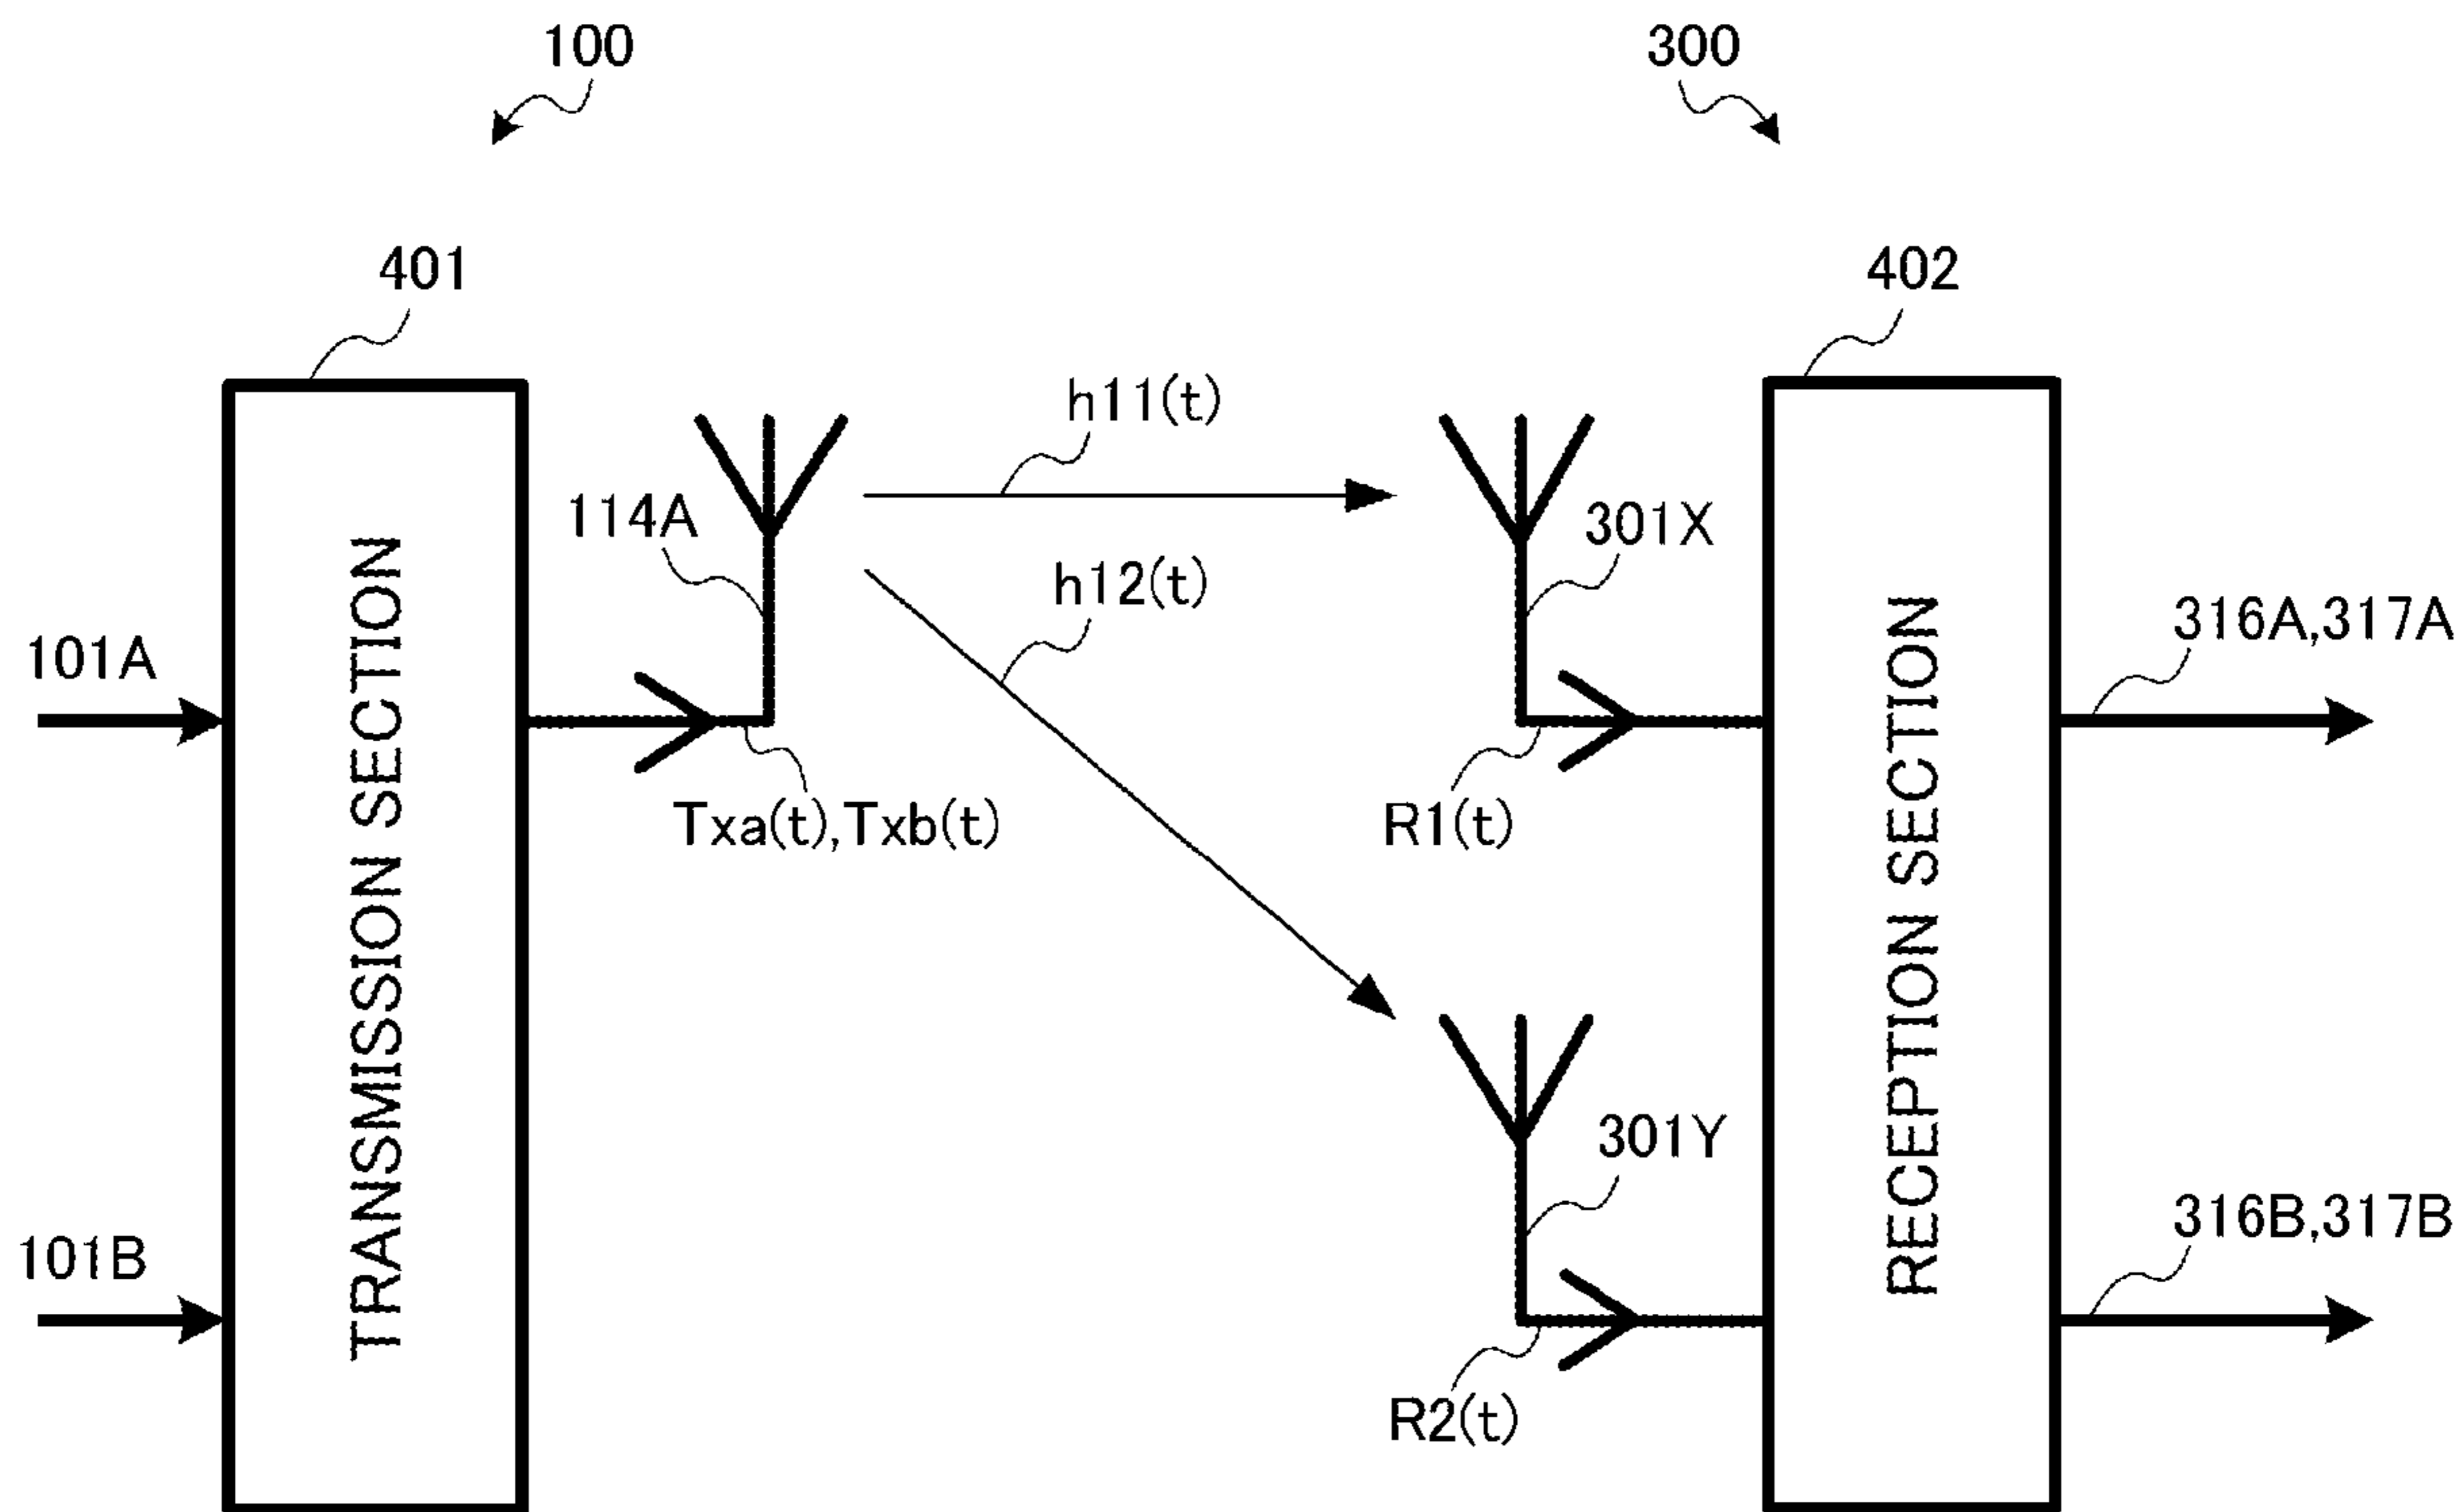 100
300
401
402
h11(t)
114A
301X
h12(t)
101A
316A,317A
TRANSMISSION SECTION
RECEPTION SECTION
Txa(t),Txb(t)
R1(t)
301Y
101B
316B,317B
R2(t)